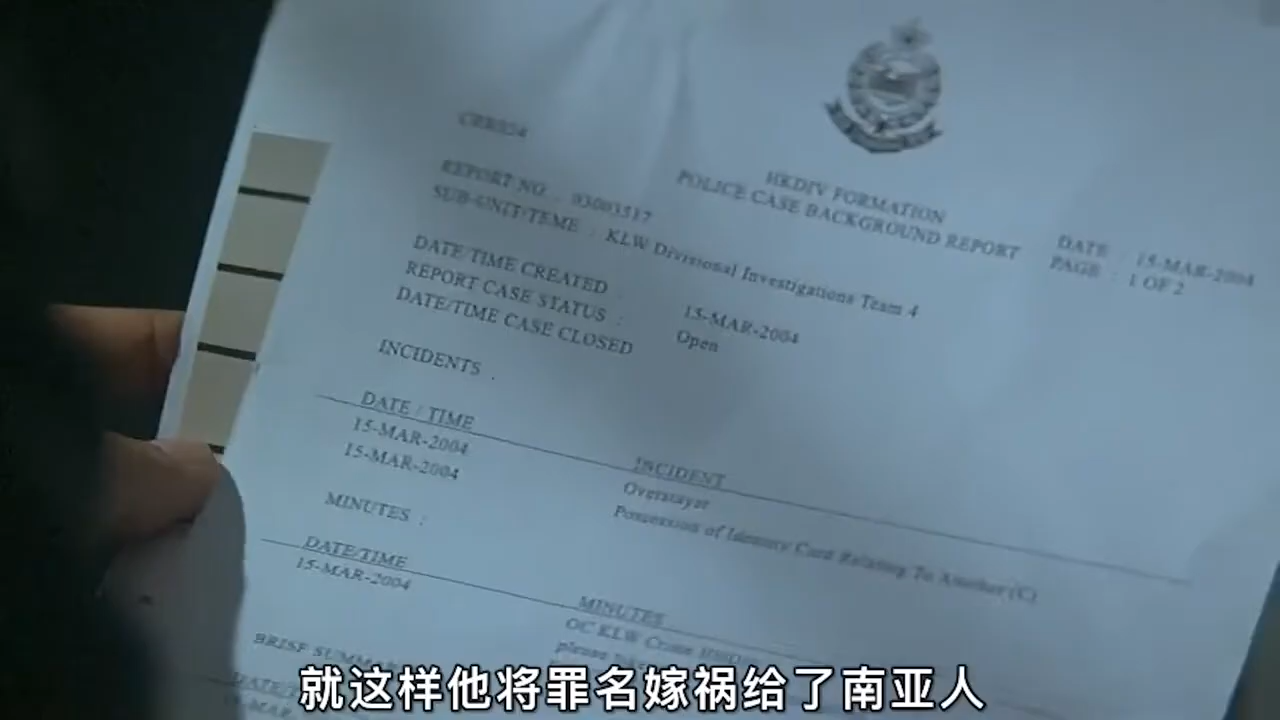 HKDIV FORMATION
POLICE CASE BACKGROUND REPORT
DATE : 15-MAR-2004
PAGE : 1 OF 2
REPORT NO. 03003517
SUB-UNIT/TEME : KLW Divisional Investigations Team 4
DATE/TIME CREATED : 15-MAR-2004
REPORT CASE STATUS : Open
DATE/TIME CASE CLOSED
INCIDENTS :
DATE / TIME INCIDENT
15-MAR-2004 Overstayer
15-MAR-2004 Possession of Identity Card Relating To Another (C)
MINUTES :
DATE/TIME MINUTES
15-MAR-2004 OC KLW Crime
please
就这样他将罪名嫁祸给了南亚人